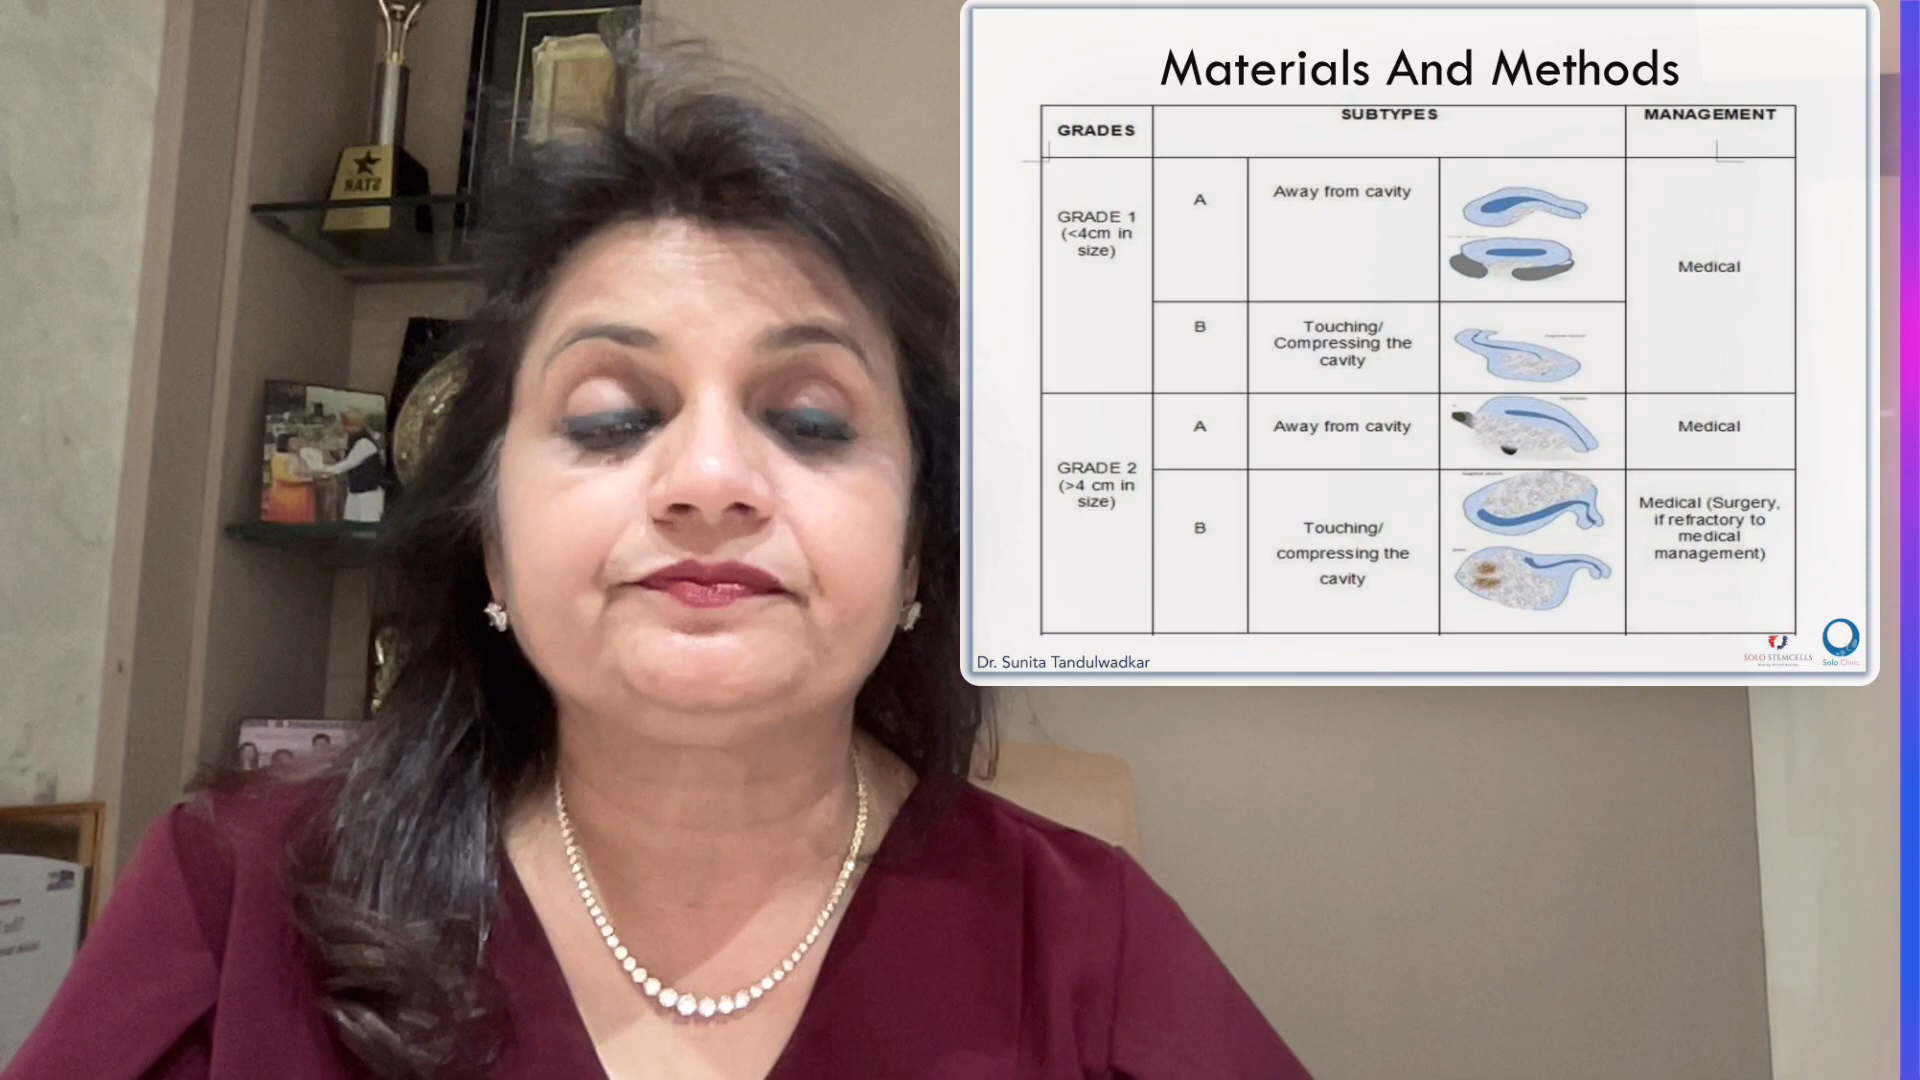 Materials And Methods
GRADES
SUBTYPES
MANAGEMENT
GRADE 1
(<4cm in
size)
A
Away from cavity
Medical
B
Touching/
Compressing the
cavity
GRADE 2
(>4 cm in
size)
A
Away from cavity
Medical
B
Touching/
compressing the
cavity
Medical (Surgery,
if refractory to
medical
management)
Dr. Sunita Tandulwadkar
SOLO STEMCELLS
Solo Clinic
STAR